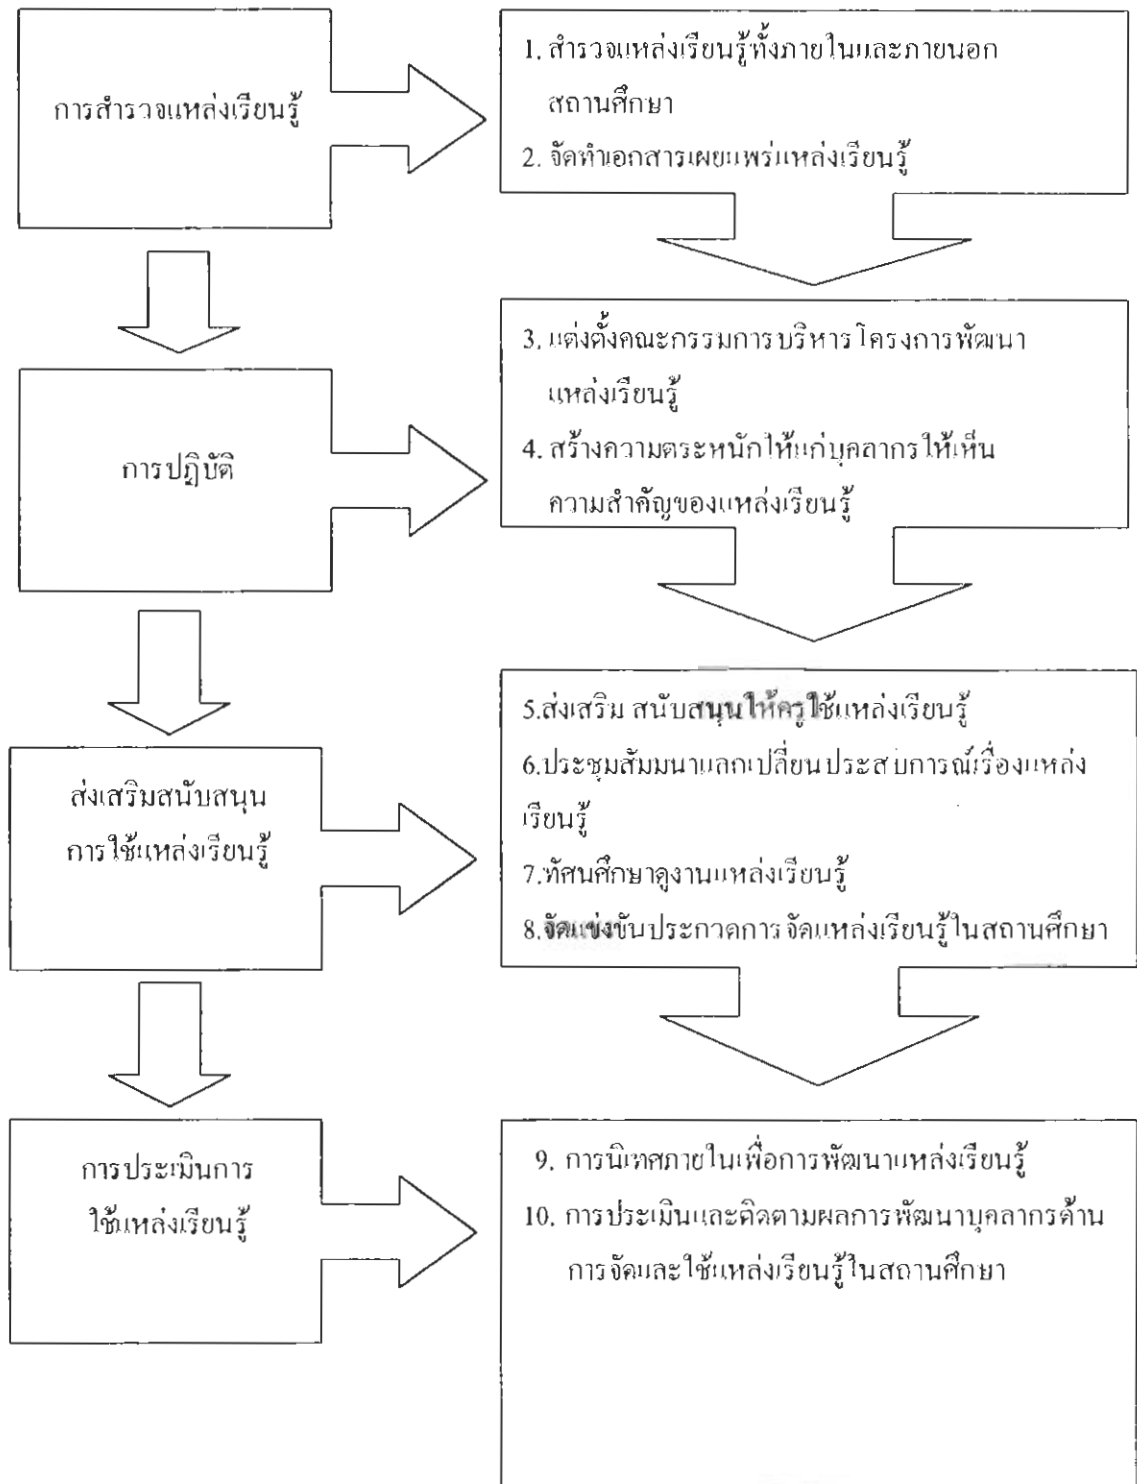 การสำรวจแหล่งเรียนรู้
1. สำรวจแหล่งเรียนรู้ทั้งภายในและภายนอก
สถานศึกษา
2. จัดทำเอกสารเผยแพร่แหล่งเรียนรู้
การปฏิบัติ
3. แต่งตั้งคณะกรรมการบริหารโครงการพัฒนา
แหล่งเรียนรู้
4. สร้างความตระหนักให้แก่บุคลากรให้เห็น
ความสำคัญของแหล่งเรียนรู้
ส่งเสริมสนับสนุน
การใช้แหล่งเรียนรู้
5.ส่งเสริม สนับสนุนให้ครูใช้แหล่งเรียนรู้
6.ประชุมสัมมนาแลกเปลี่ยนประสบการณ์เรื่องแหล่ง
เรียนรู้
7.ทัศนศึกษาดูงานแหล่งเรียนรู้
8.จัดแข่งขันประกวดการจัดแหล่งเรียนรู้ในสถานศึกษา
การประเมินการ
ใช้แหล่งเรียนรู้
9. การนิเทศภายในเพื่อการพัฒนาแหล่งเรียนรู้
10. การประเมินและติดตามผลการพัฒนาบุคลากรด้าน
การจัดและใช้แหล่งเรียนรู้ในสถานศึกษา